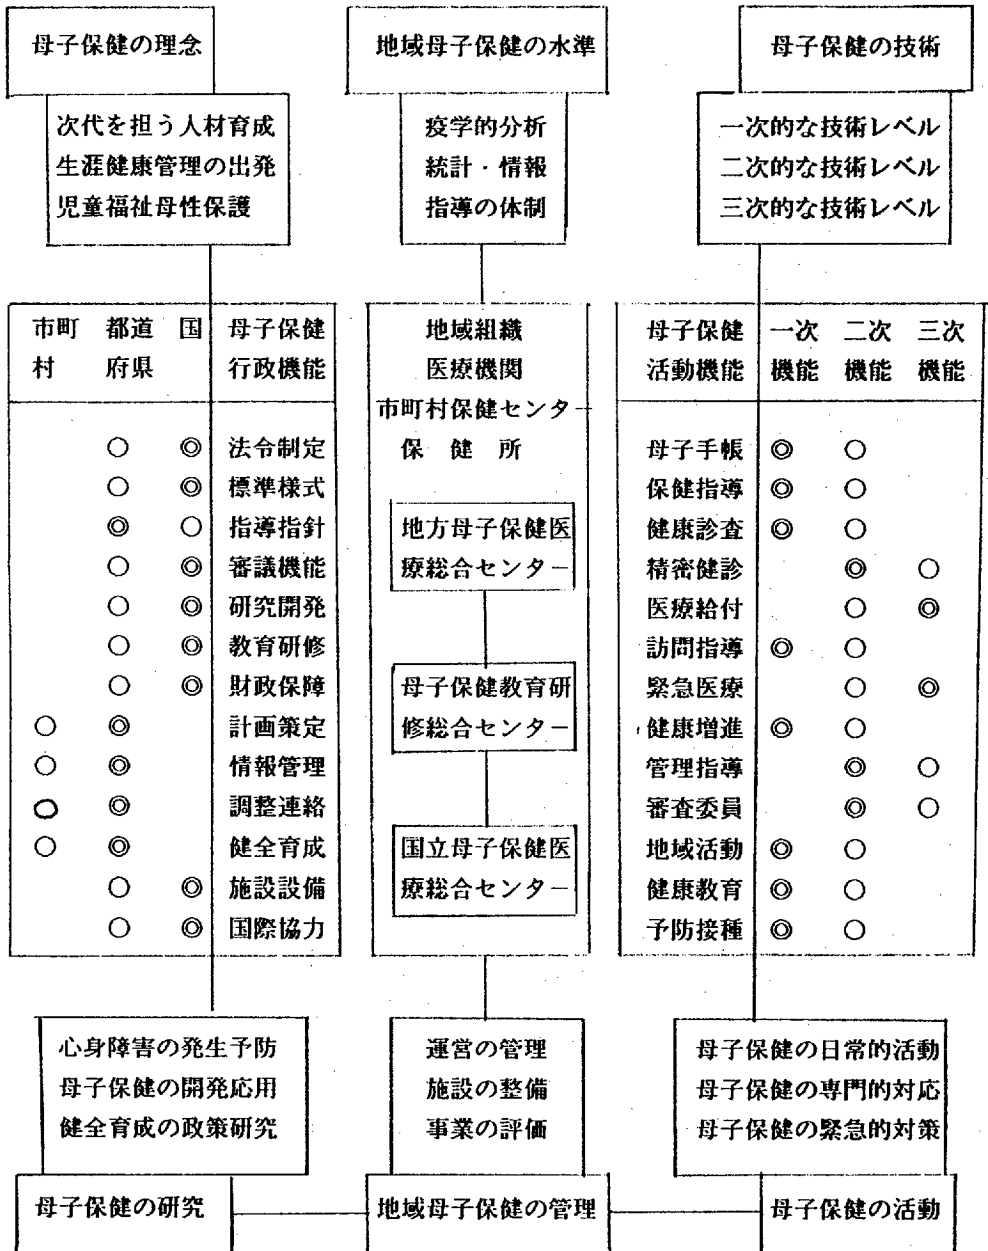 母子保健の理念
次代を担う人材育成
生涯健康管理の出発
児童福祉母性保護
地域母子保健の水準
疫学的分析
統計・情報
指導の体制
母子保健の技術
一次的な技術レベル
二次的な技術レベル
三次的な技術レベル
市町 都道 国 母子保健
村 府県 行政機能
○ ◎ 法令制定
○ ◎ 標準様式
◎ ○ 指導指針
○ ◎ 審議機能
○ ◎ 研究開発
○ ◎ 教育研修
○ ◎ 財政保障
○ ◎ 計画策定
○ ◎ 情報管理
○ ◎ 調整連絡
○ ◎ 健全育成
○ ◎ 施設設備
○ ◎ 国際協力
地域組織
医療機関
市町村保健センター
保健所
地方母子保健医
療総合センター
母子保健教育研
修総合センター
国立母子保健医
療総合センター
母子保健 一次 二次 三次
活動機能 機能 機能 機能
母子手帳 ◎ ○
保健指導 ◎ ○
健康診査 ◎ ○
精密健診 ◎ ○
医療給付 ○ ◎
訪問指導 ◎ ○
緊急医療 ○ ◎
健康増進 ◎ ○
管理指導 ◎ ○
審査委員 ◎ ○
地域活動 ◎ ○
健康教育 ◎ ○
予防接種 ◎ ○
心身障害の発生予防
母子保健の開発応用
健全育成の政策研究
母子保健の研究
運営の管理
施設の整備
事業の評価
地域母子保健の管理
母子保健の日常的活動
母子保健の専門的対応
母子保健の緊急的対策
母子保健の活動